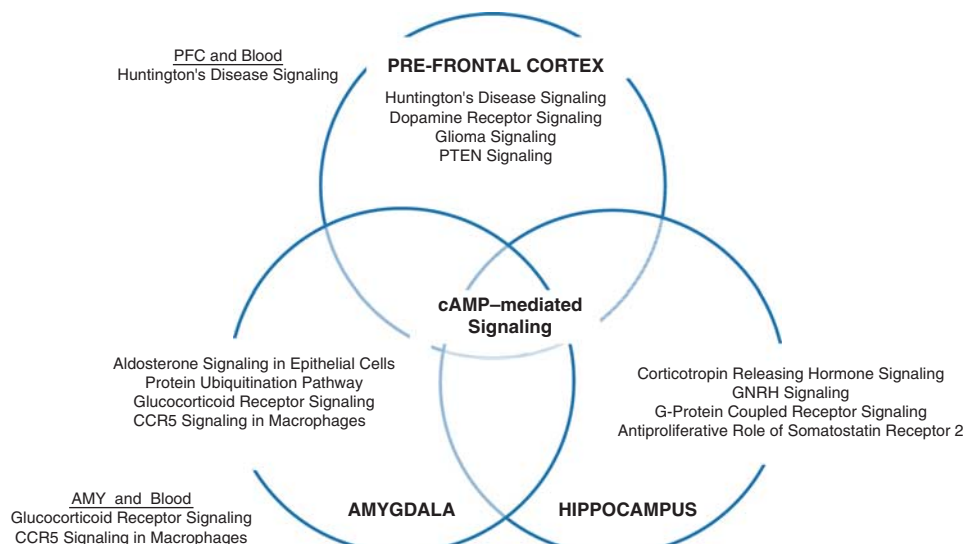 PFC and Blood
Huntington's Disease Signaling
PRE-FRONTAL CORTEX
Huntington's Disease Signaling
Dopamine Receptor Signaling
Glioma Signaling
PTEN Signaling
cAMP–mediated
Signaling
Aldosterone Signaling in Epithelial Cells
Protein Ubiquitination Pathway
Glucocorticoid Receptor Signaling
CCR5 Signaling in Macrophages
Corticotropin Releasing Hormone Signaling
GNRH Signaling
G-Protein Coupled Receptor Signaling
Antiproliferative Role of Somatostatin Receptor 2
AMYGDALA
HIPPOCAMPUS
AMY and Blood
Glucocorticoid Receptor Signaling
CCR5 Signaling in Macrophages